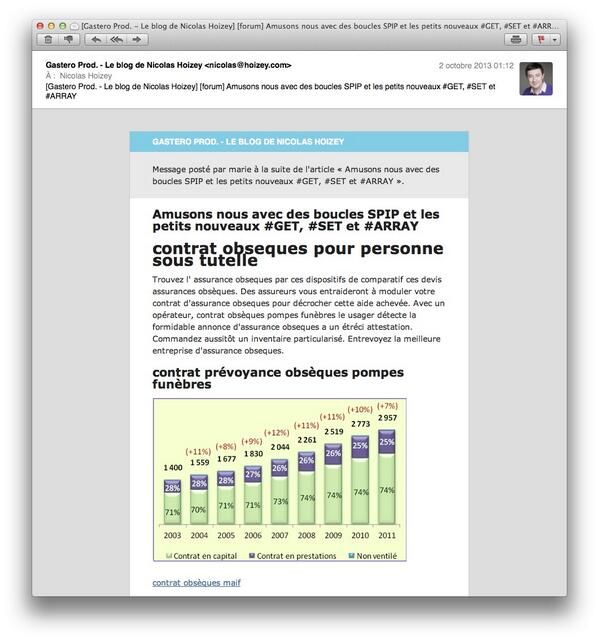 [Gastero Prod. - Le blog de Nicolas Hoizey] [forum] Amusons nous avec des boucles SPIP et les petits nouveaux #GET, #SET et #ARR...
Gastero Prod. - Le blog de Nicolas Hoizey <nicolas@hoizey.com>
2 octobre 2013 01:12
À : Nicolas Hoizey
[Gastero Prod. - Le blog de Nicolas Hoizey] [forum] Amusons nous avec des boucles SPIP et les petits nouveaux #GET, #SET et
#ARRAY
GASTERO PROD. - LE BLOG DE NICOLAS HOIZEY
Message posté par marie à la suite de l'article « Amusons nous avec des
boucles SPIP et les petits nouveaux #GET, #SET et #ARRAY ».
Amusons nous avec des boucles SPIP et les
petits nouveaux #GET, #SET et #ARRAY
contrat obseques pour personne
sous tutelle
Trouvez l' assurance obseques par ces dispositifs de comparatif ces devis
assurances obsèques. Des assureurs vous entraideront à moduler votre
contrat d'assurance obseques pour décrocher cette aide achevée. Avec un
opérateur, contrat obsèques pompes funèbres le usager détecte la
formidable annonce d'assurance obseques a un étréci attestation.
Commandez aussitôt un inventaire particularisé. Entrevoyez la meilleure
entreprise d'assurance obseques.
contrat prévoyance obsèques pompes
funèbres
(+11%) (+8%) (+9%) (+12%) (+11%) (+11%) (+10%) (+7%)
1 400 1 559 1 677 1 830 2 044 2 261 2 519 2 773 2 957
28% 28% 28% 27% 26% 26% 26% 25% 25%
71% 70% 71% 71% 73% 74% 74% 74% 74%
2003 2004 2005 2006 2007 2008 2009 2010 2011
Contrat en capital Contrat en prestations Non ventilé
contrat obsèques maif